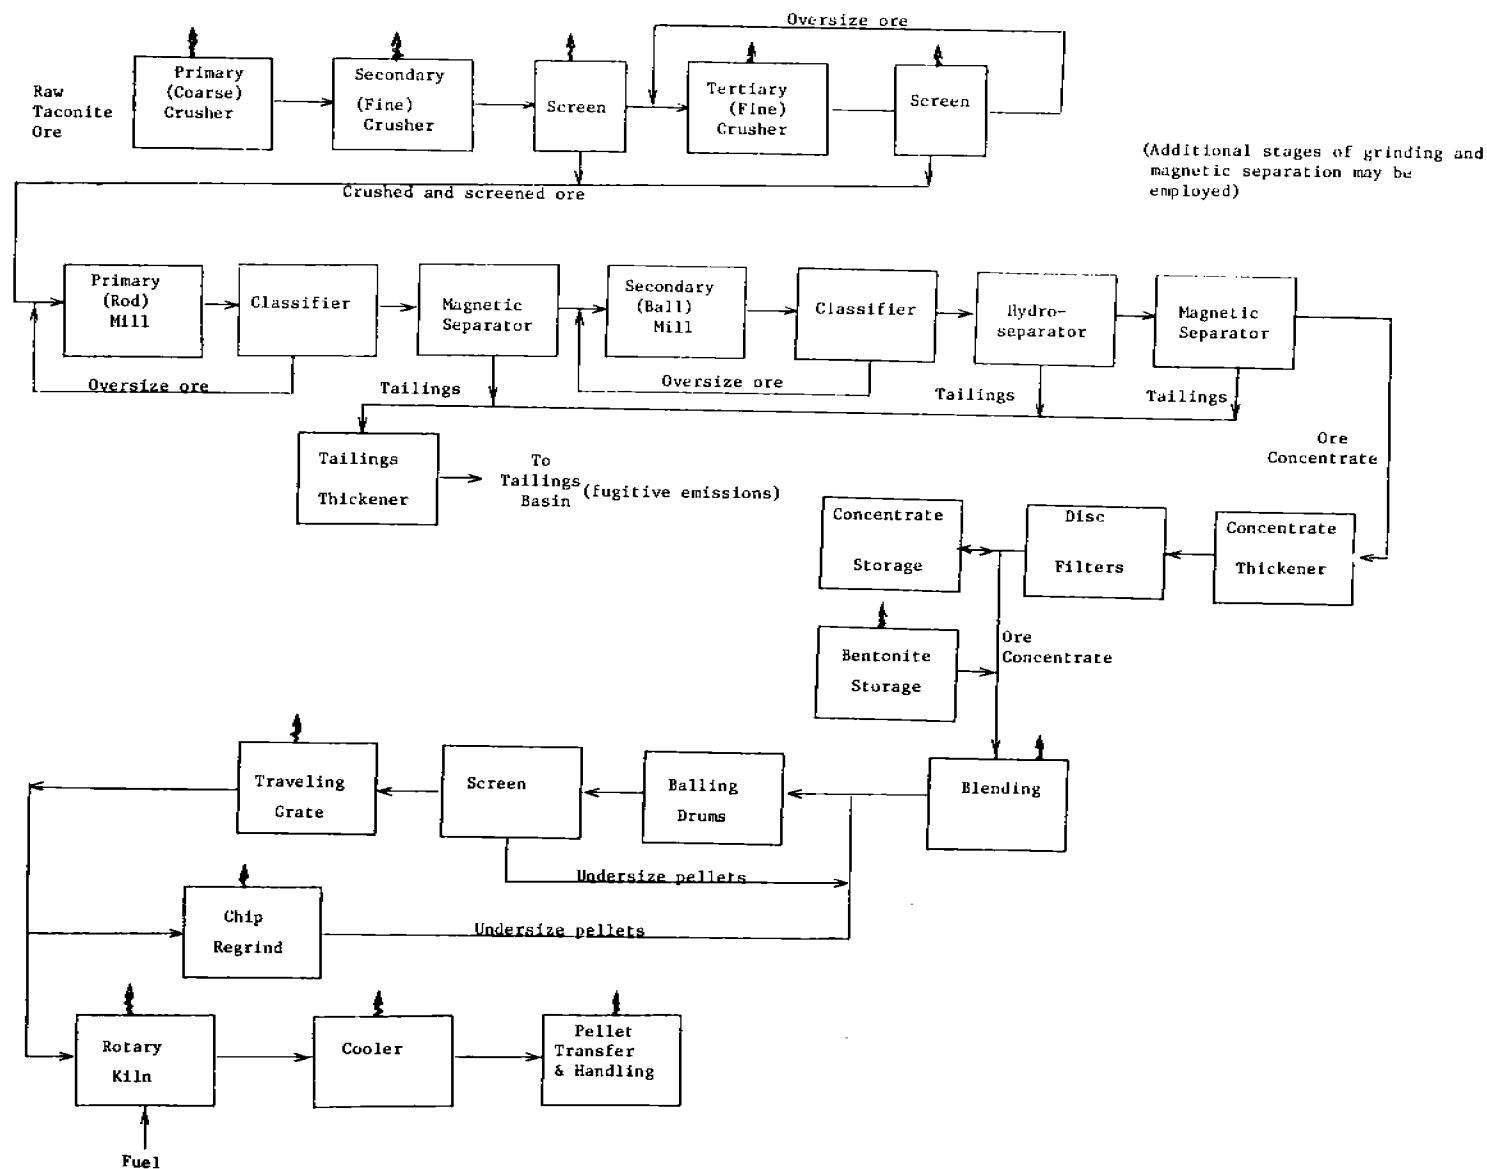 Oversize ore
Raw
Taconite
Ore
Primary
(Coarse)
Crusher
Secondary
(Fine)
Crusher
Screen
Tertiary
(Fine)
Crusher
Screen
(Additional stages of grinding and
magnetic separation may be
employed)
Crushed and screened ore
Primary
(Rod)
Mill
Classifier
Magnetic
Separator
Secondary
(Ball)
Mill
Classifier
Hydro-
separator
Magnetic
Separator
Oversize ore
Tailings
Oversize ore
Tailings
Tailings
Ore
Concentrate
Tailings
Thickener
To
Tailings
Basin
(fugitive emissions)
Concentrate
Storage
Disc
Filters
Concentrate
Thickener
Bentonite
Storage
Ore
Concentrate
Traveling
Grate
Screen
Balling
Drums
Blending
Undersize pellets
Chip
Regrind
Undersize pellets
Rotary
Kiln
Cooler
Pellet
Transfer
& Handling
Fuel